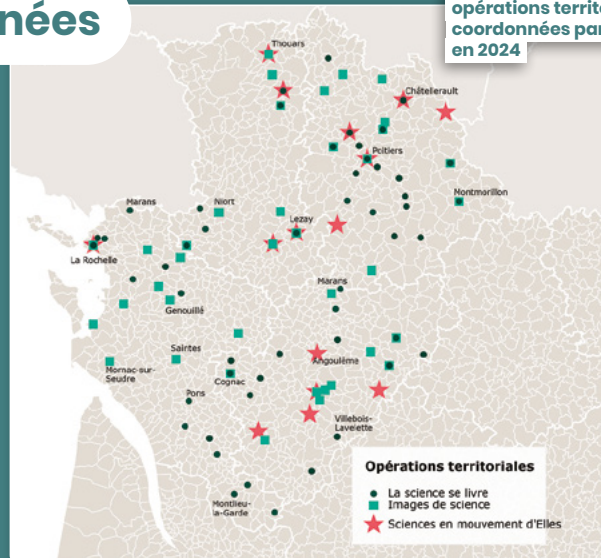 nées
opérations territo
coordonnées par
en 2024
Thouars
Châtellerault
Poitiers
Montmorillon
Marans
Niort
Lezay
La Rochelle
Marans
Genouillé
Saintes
Angoulême
Mornac-sur-
Seudre
Cognac
Pons
Villebois-
Lavalette
Montlieu-
la-Garde
Opérations territoriales
La science se livre
Images de science
Sciences en mouvement d'Elles